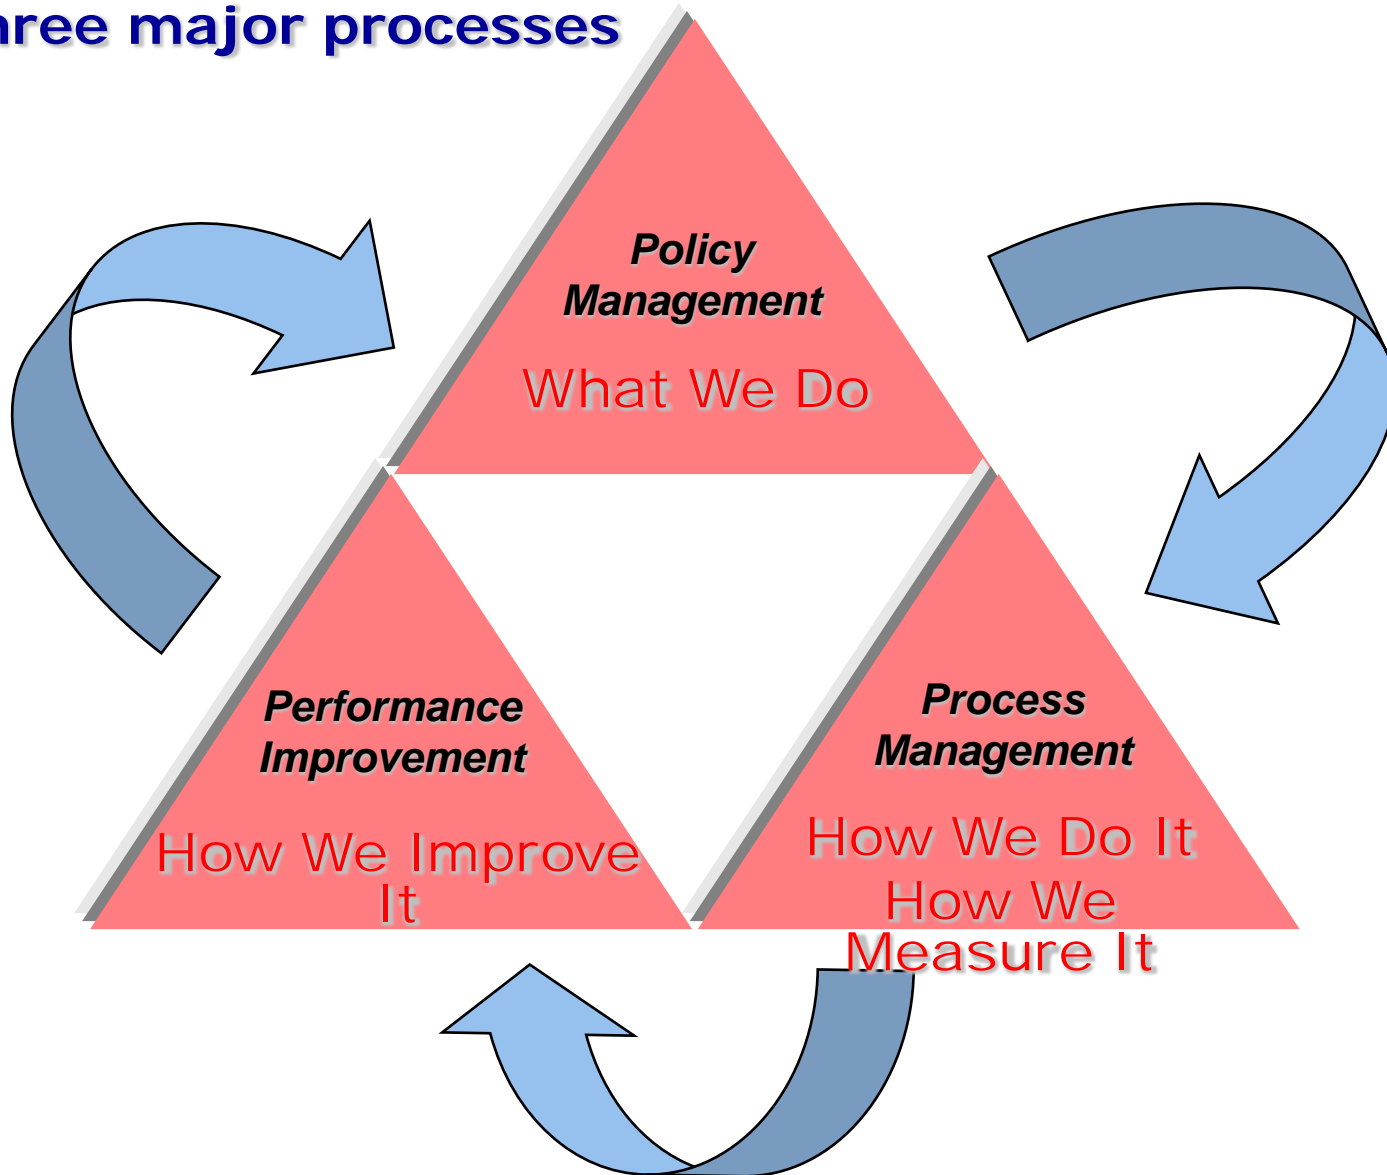 hree major processes
Policy
Management
What We Do
Performance
Improvement
How We Improve
It
Process
Management
How We Do It
How We
Measure It